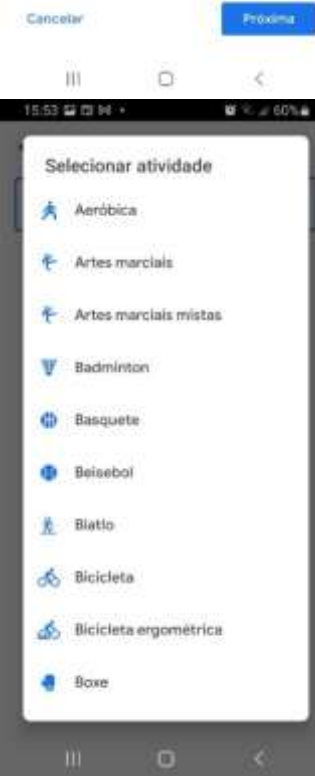 Cancelar Próxima
15:53 60%
Selecionar atividade
Aeróbica
Artes marciais
Artes marciais mistas
Badminton
Basquete
Beisebol
Biatlo
Bicicleta
Bicicleta ergométrica
Boxe